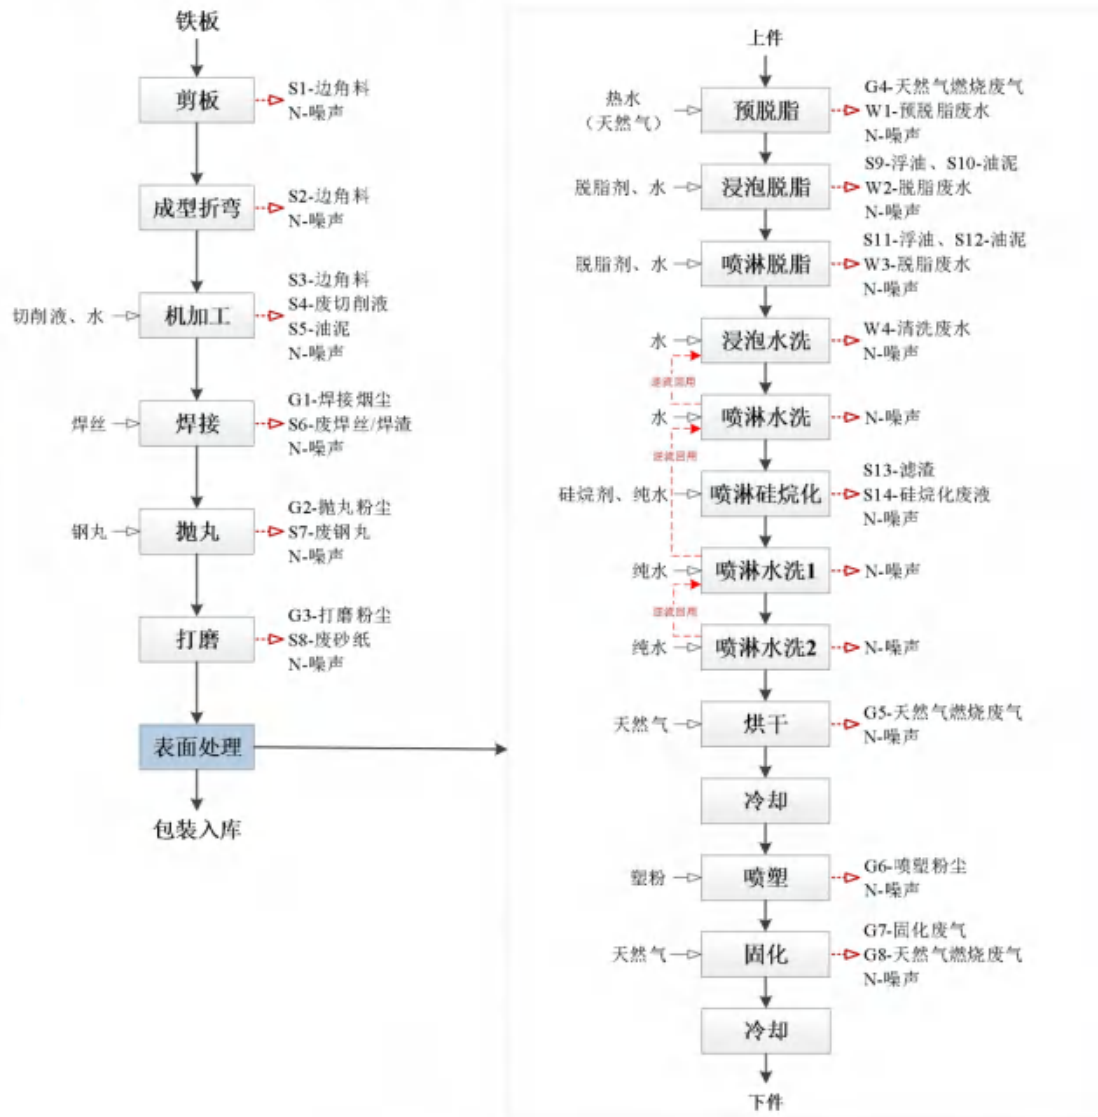 铁板
剪板
S1-边角料
N-噪声
成型折弯
S2-边角料
N-噪声
切削液、水
机加工
S3-边角料
S4-废切削液
S5-油泥
N-噪声
焊丝
焊接
G1-焊接烟尘
S6-废焊丝/焊渣
N-噪声
钢丸
抛丸
G2-抛丸粉尘
S7-废钢丸
N-噪声
打磨
G3-打磨粉尘
S8-废砂纸
N-噪声
表面处理
包装入库
上件
热水
（天然气）
预脱脂
G4-天然气燃烧废气
W1-预脱脂废水
N-噪声
脱脂剂、水
浸泡脱脂
S9-浮油、S10-油泥
W2-脱脂废水
N-噪声
脱脂剂、水
喷淋脱脂
S11-浮油、S12-油泥
W3-脱脂废水
N-噪声
水
浸泡水洗
W4-清洗废水
N-噪声
逆流回用
水
喷淋水洗
N-噪声
逆流回用
硅烷剂、纯水
喷淋硅烷化
S13-滤渣
S14-硅烷化废液
N-噪声
纯水
喷淋水洗1
N-噪声
逆流回用
纯水
喷淋水洗2
N-噪声
天然气
烘干
G5-天然气燃烧废气
N-噪声
冷却
塑粉
喷塑
G6-喷塑粉尘
N-噪声
天然气
固化
G7-固化废气
G8-天然气燃烧废气
N-噪声
冷却
下件